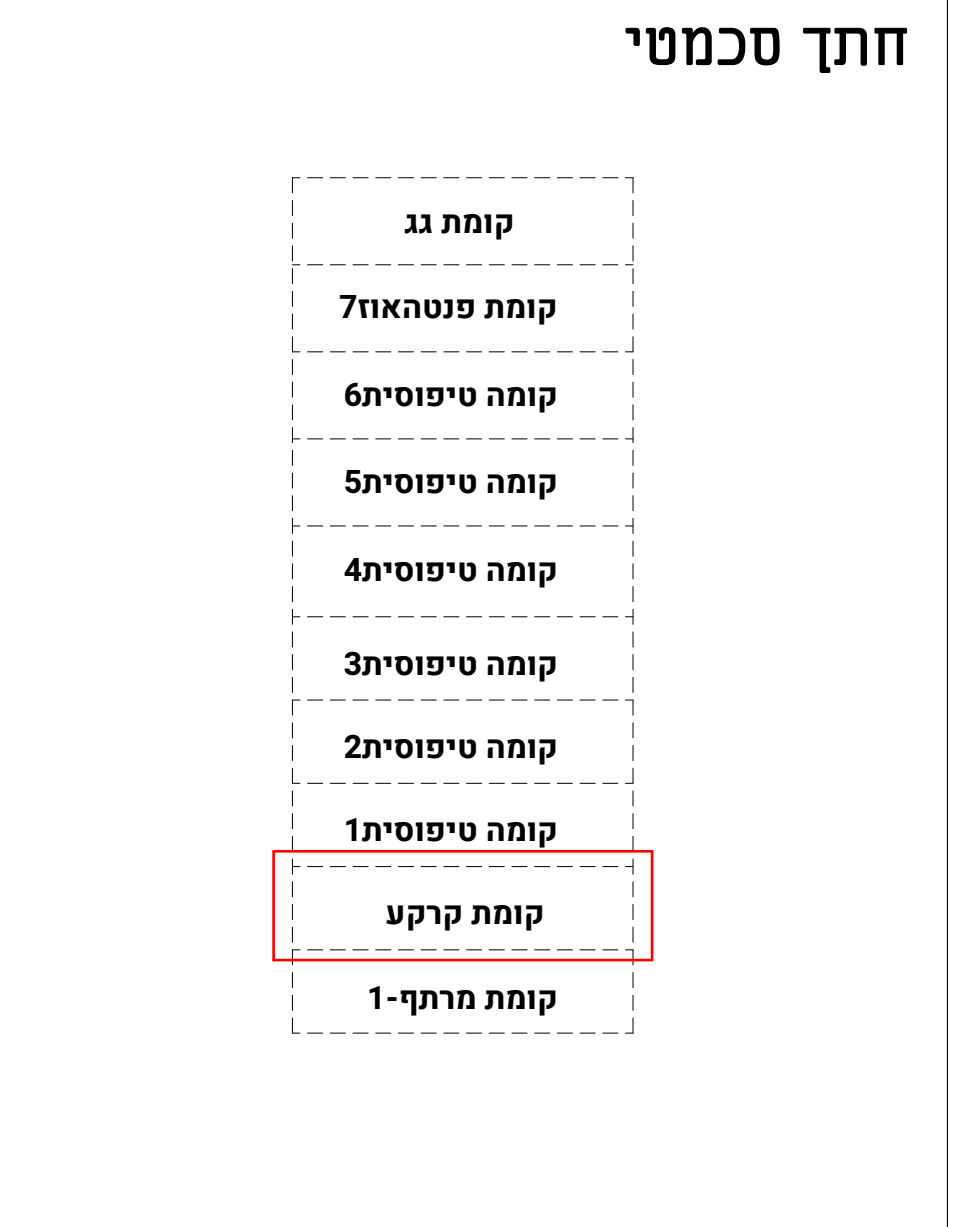 חתך סכמטי
קומת גג
קומת פנטהאוז7
קומה טיפוסית6
קומה טיפוסית5
קומה טיפוסית4
קומה טיפוסית3
קומה טיפוסית2
קומה טיפוסית1
קומת קרקע
קומת מרתף-1